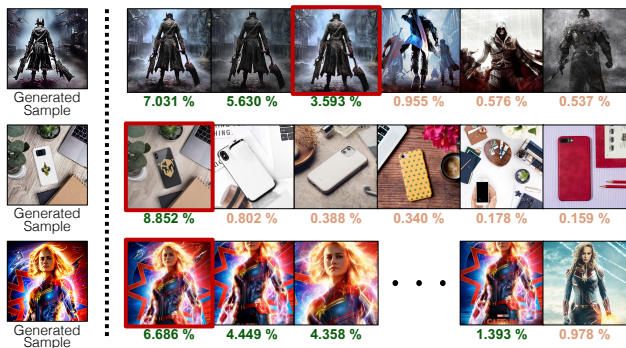 Generated
Sample
7.031 %
5.630 %
3.593 %
0.955 %
0.576 %
0.537 %
THING.
Generated
Sample
8.852 %
0.802 %
0.388 %
0.340 %
0.178 %
0.159 %
Generated
Sample
6.686 %
4.449 %
4.358 %
• • •
1.393 %
0.978 %